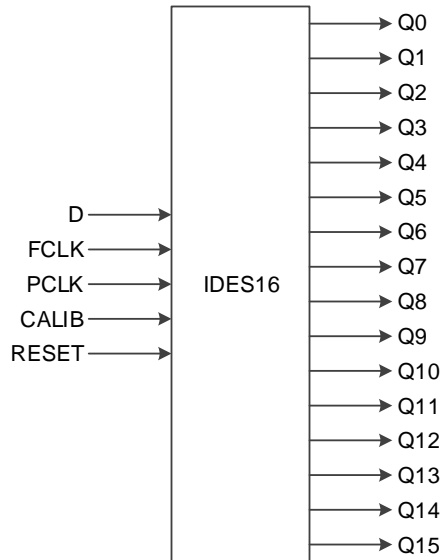 D
FCLK
PCLK
CALIB
RESET
IDES16
Q0
Q1
Q2
Q3
Q4
Q5
Q6
Q7
Q8
Q9
Q10
Q11
Q12
Q13
Q14
Q15